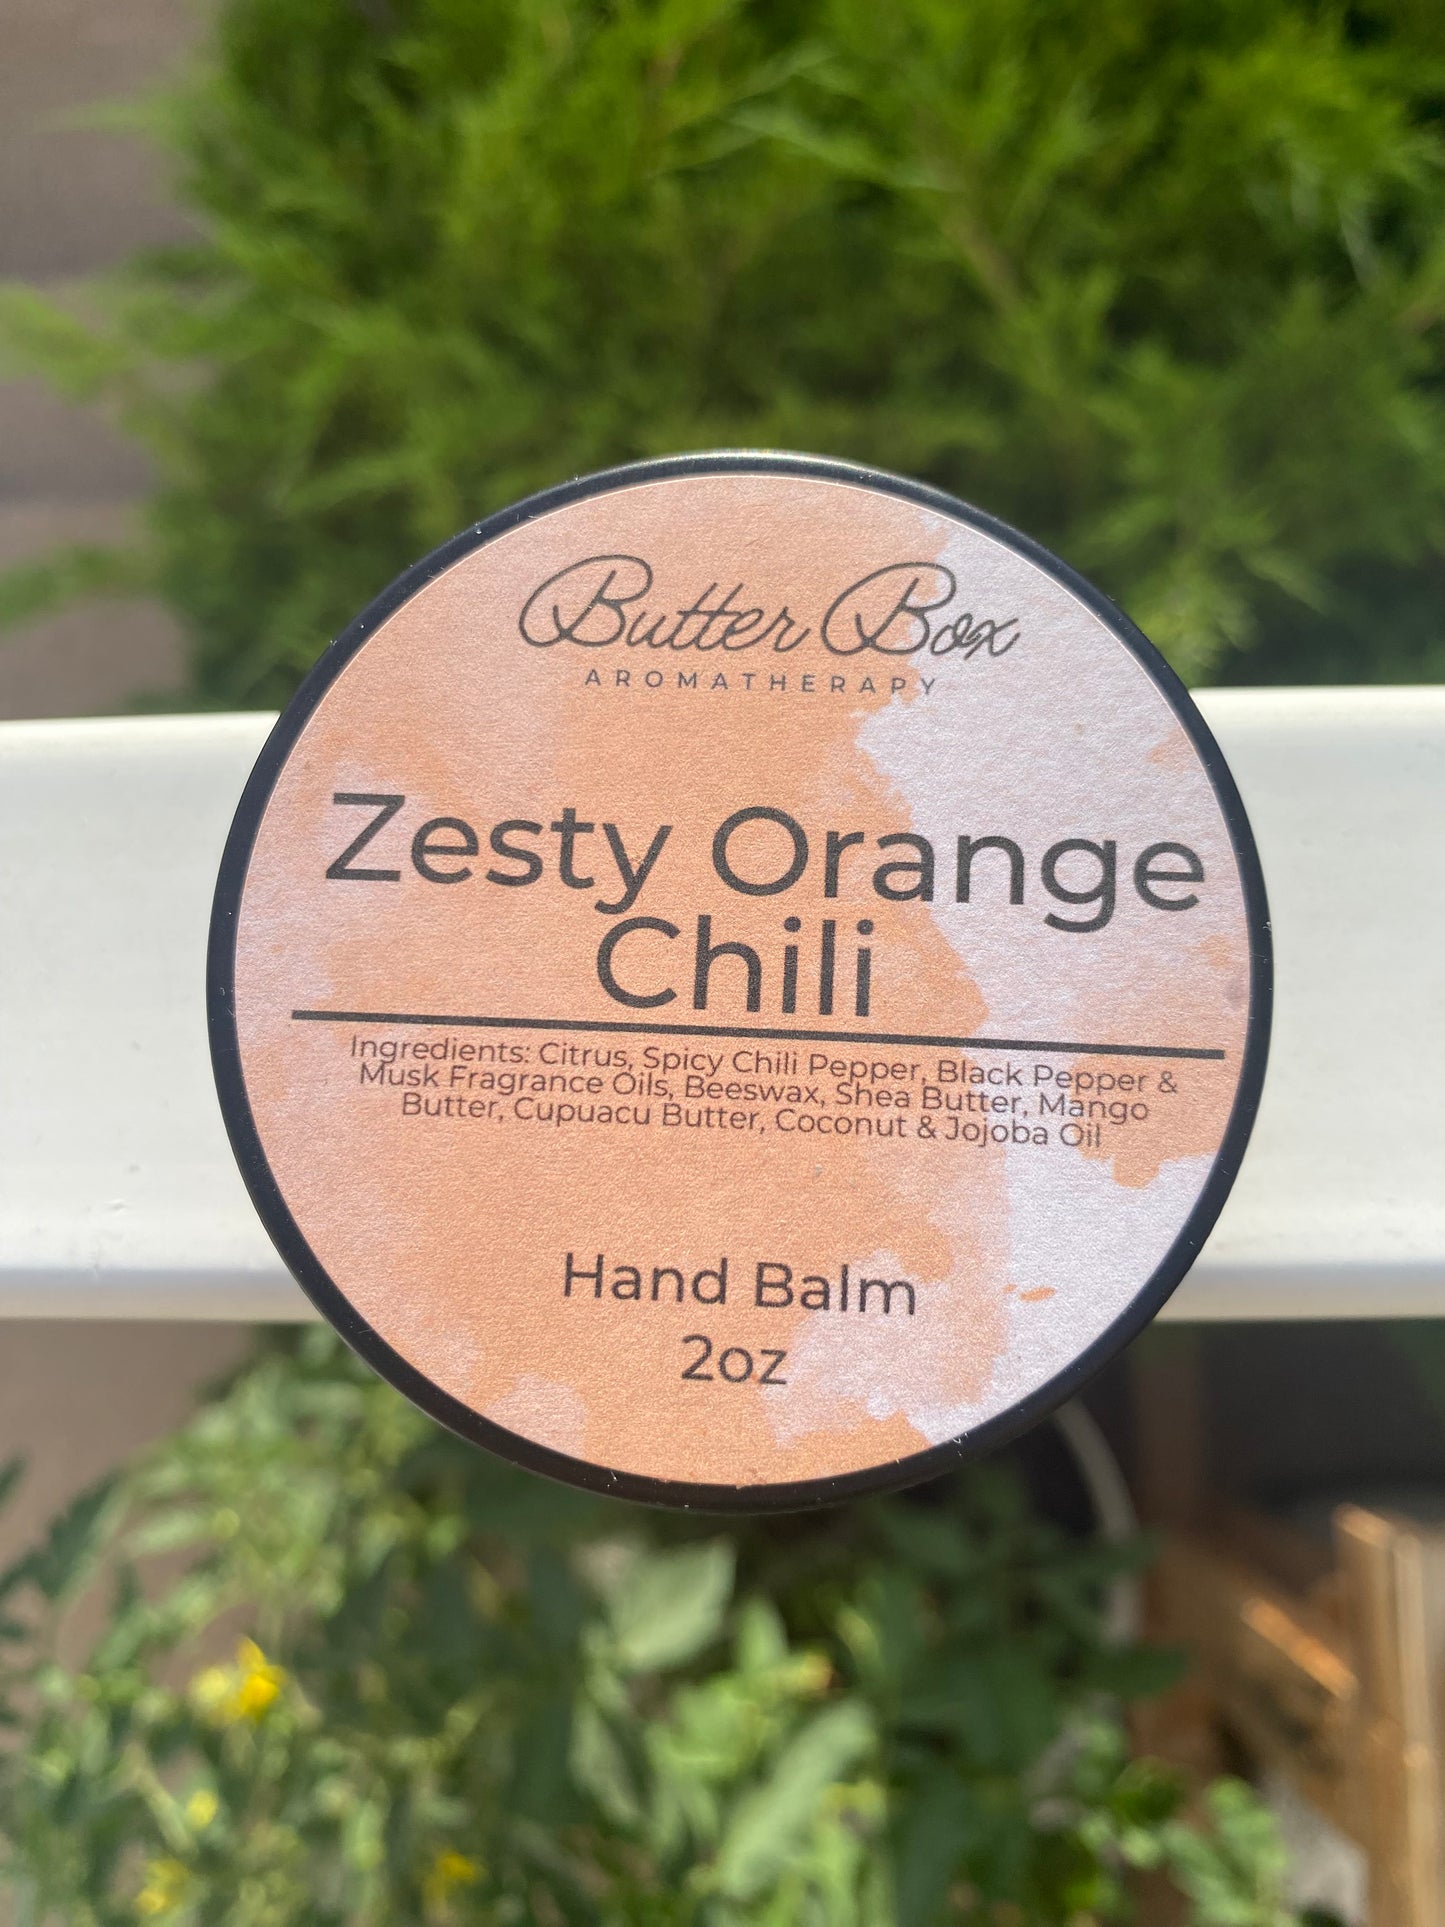 Butter Box
AROMATHERAPY
Zesty Orange
Chili
Ingredients: Citrus, Spicy Chili Pepper, Black Pepper &
Musk Fragrance Oils, Beeswax, Shea Butter, Mango
Butter, Cupuacu Butter, Coconut & Jojoba Oil
Hand Balm
2oz